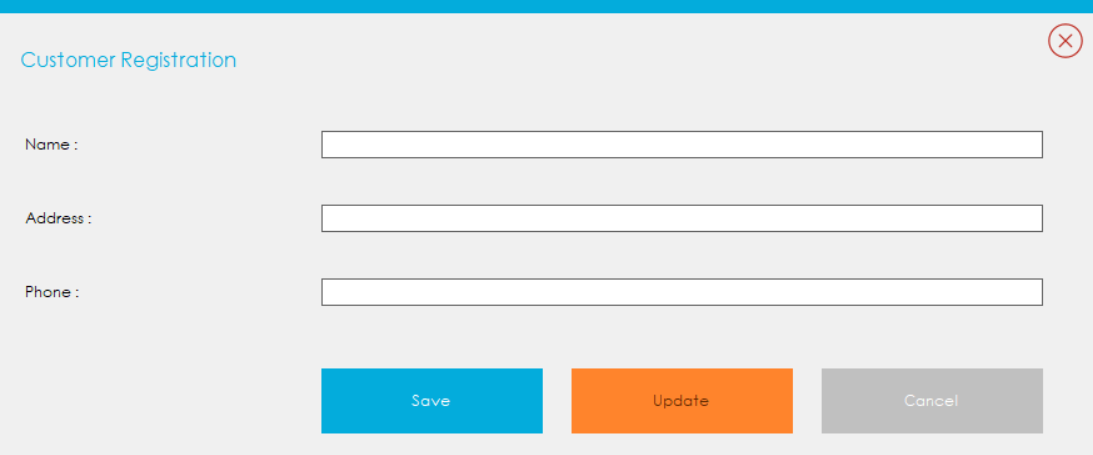 Customer Registration
Name :
Address :
Phone :
Save Update Cancel